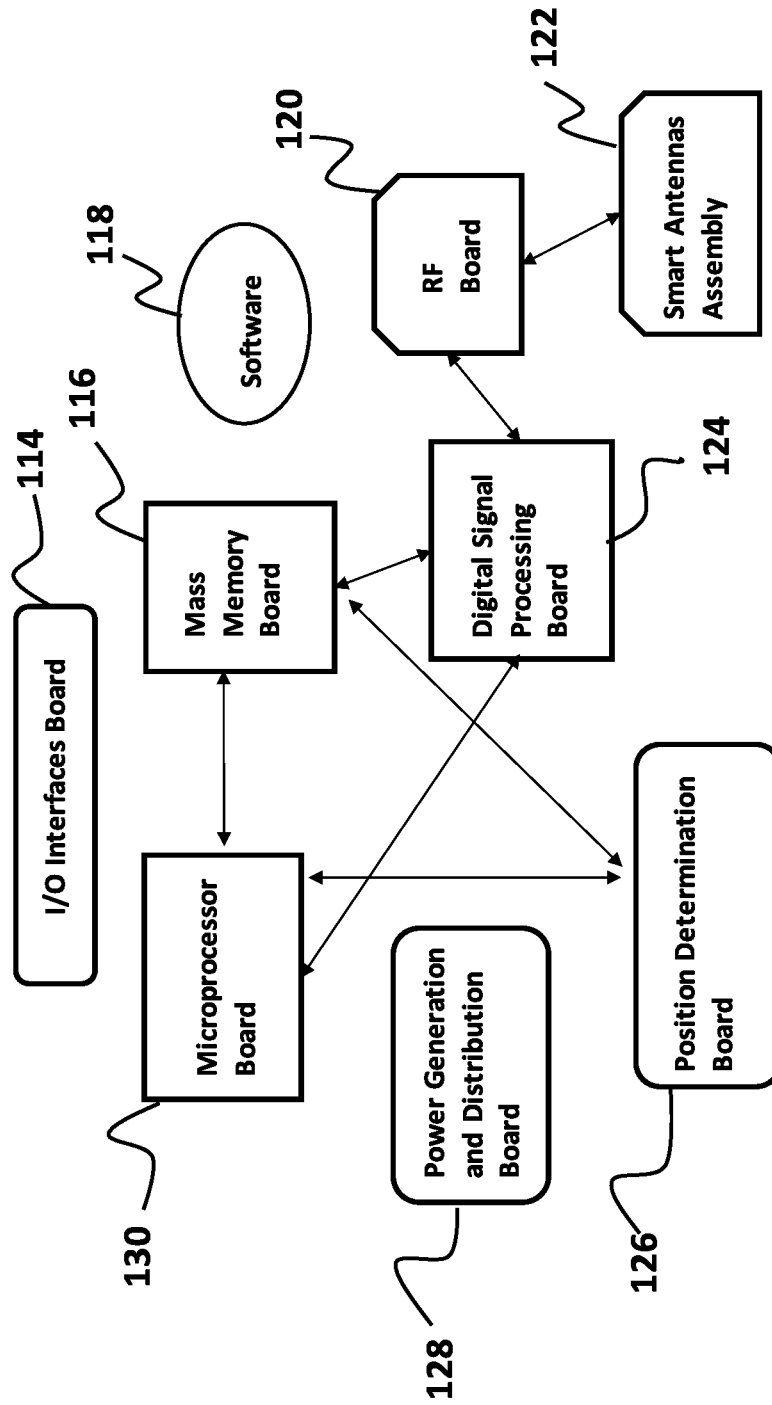 114
I/O Interfaces Board
130
Microprocessor
Board
116
Mass
Memory
Board
118
Software
128
Power Generation
and Distribution
Board
124
Digital Signal
Processing
Board
120
RF
Board
126
Position Determination
Board
122
Smart Antennas
Assembly